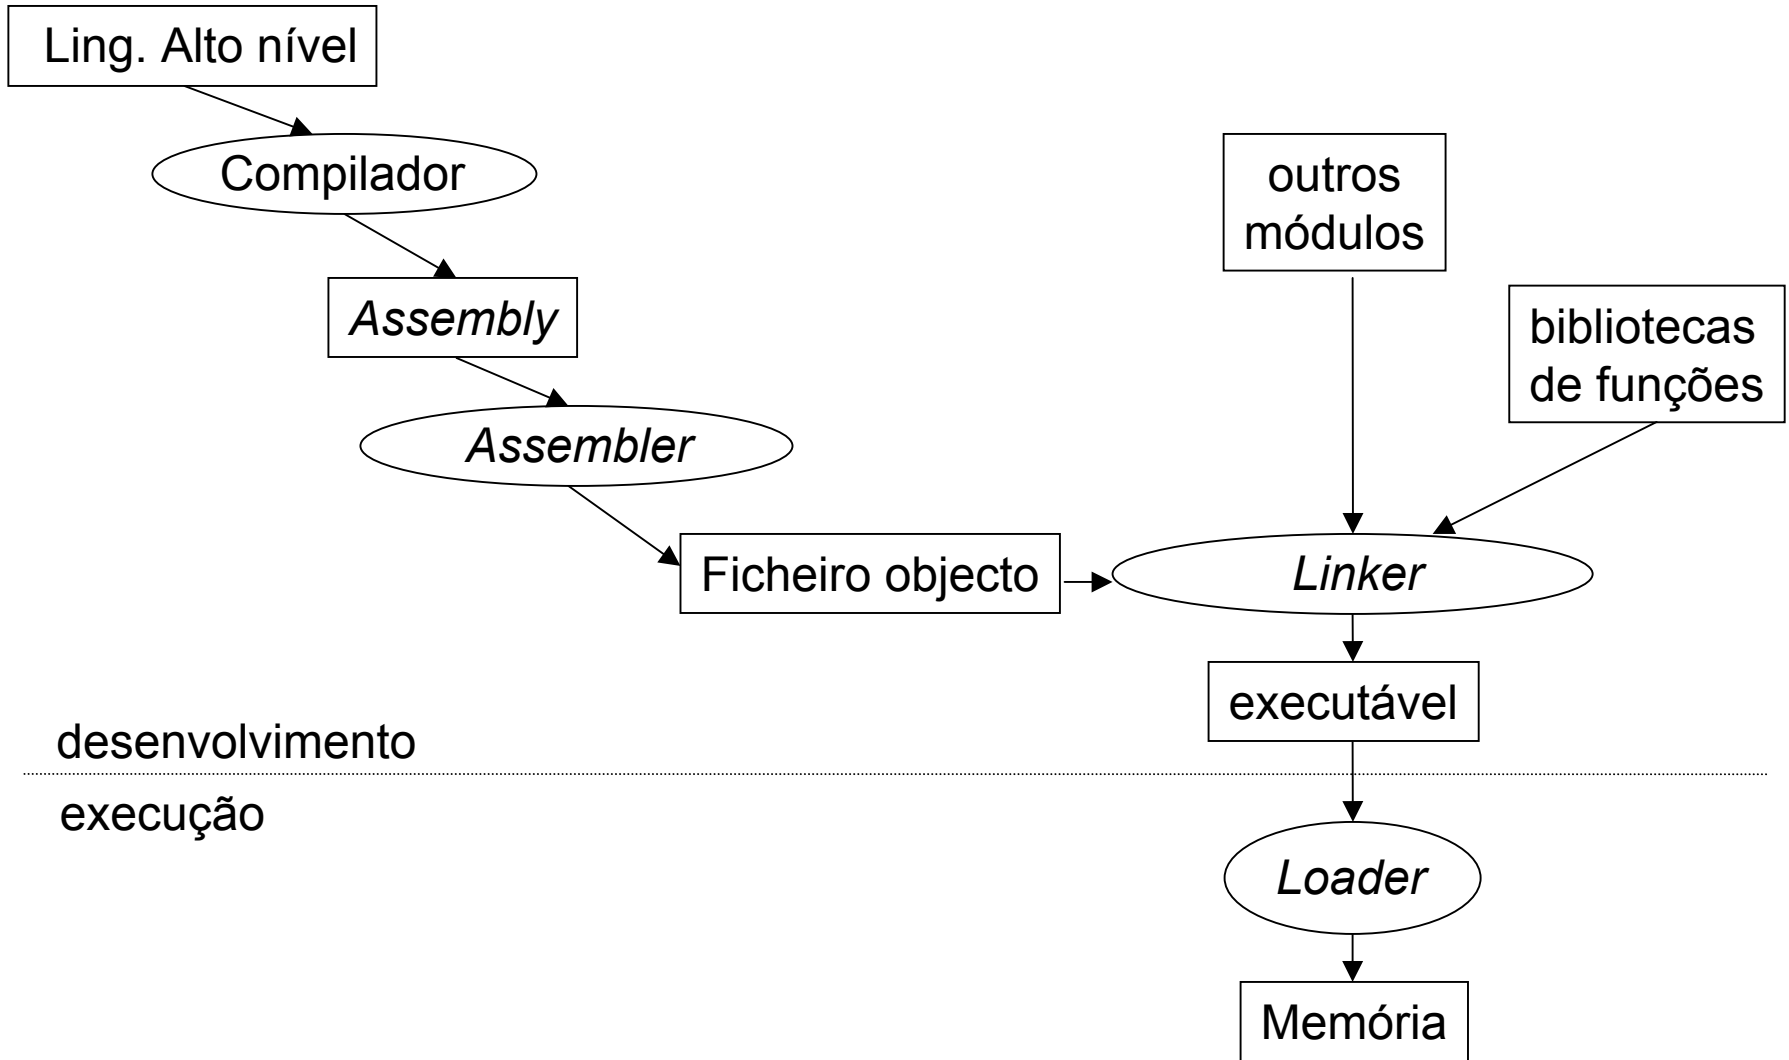 Ling. Alto nível
Compilador
Assembly
Assembler
Ficheiro objecto
outros
módulos
bibliotecas
de funções
Linker
executável
desenvolvimento
execução
Loader
Memória